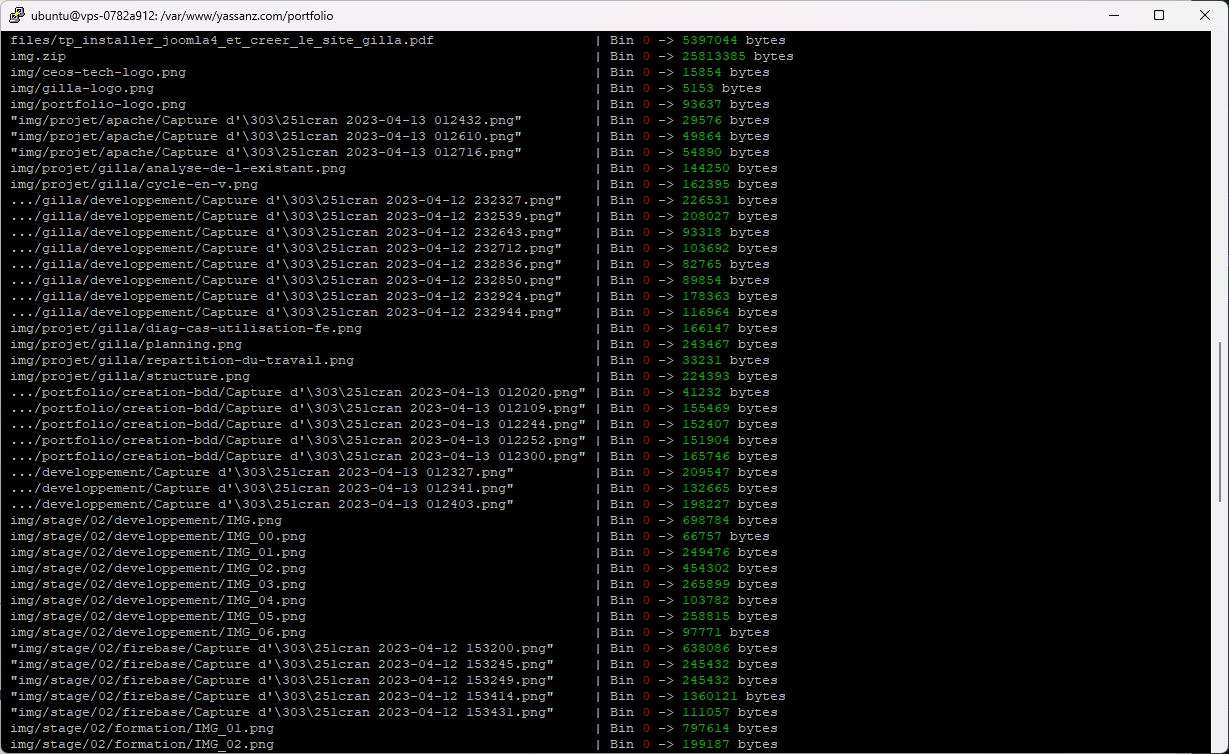 ubuntu@vps-0782a912: /var/www/yassanz.com/portfolio
files/tp_installer_joomla4_et_creer_le_site_gilla.pdf | Bin 0 -> 5397044 bytes
img.zip | Bin 0 -> 25813385 bytes
img/ceos-tech-logo.png | Bin 0 -> 15854 bytes
img/gilla-logo.png | Bin 0 -> 5153 bytes
img/portfolio-logo.png | Bin 0 -> 93637 bytes
"img/projet/apache/Capture d'\303\251lcran 2023-04-13 012432.png" | Bin 0 -> 29576 bytes
"img/projet/apache/Capture d'\303\251lcran 2023-04-13 012610.png" | Bin 0 -> 49864 bytes
"img/projet/apache/Capture d'\303\251lcran 2023-04-13 012716.png" | Bin 0 -> 54890 bytes
img/projet/gilla/analyse-de-l-existant.png | Bin 0 -> 144250 bytes
img/projet/gilla/cycle-en-v.png | Bin 0 -> 162395 bytes
.../gilla/developpement/Capture d'\303\251lcran 2023-04-12 232327.png" | Bin 0 -> 226531 bytes
.../gilla/developpement/Capture d'\303\251lcran 2023-04-12 232539.png" | Bin 0 -> 208027 bytes
.../gilla/developpement/Capture d'\303\251lcran 2023-04-12 232643.png" | Bin 0 -> 93318 bytes
.../gilla/developpement/Capture d'\303\251lcran 2023-04-12 232712.png" | Bin 0 -> 103692 bytes
.../gilla/developpement/Capture d'\303\251lcran 2023-04-12 232836.png" | Bin 0 -> 82765 bytes
.../gilla/developpement/Capture d'\303\251lcran 2023-04-12 232850.png" | Bin 0 -> 89854 bytes
.../gilla/developpement/Capture d'\303\251lcran 2023-04-12 232924.png" | Bin 0 -> 178363 bytes
.../gilla/developpement/Capture d'\303\251lcran 2023-04-12 232944.png" | Bin 0 -> 116964 bytes
img/projet/gilla/diag-cas-utilisation-fe.png | Bin 0 -> 166147 bytes
img/projet/gilla/planning.png | Bin 0 -> 243467 bytes
img/projet/gilla/repartition-du-travail.png | Bin 0 -> 33231 bytes
img/projet/gilla/structure.png | Bin 0 -> 224393 bytes
.../portfolio/creation-bdd/Capture d'\303\251lcran 2023-04-13 012020.png" | Bin 0 -> 41232 bytes
.../portfolio/creation-bdd/Capture d'\303\251lcran 2023-04-13 012109.png" | Bin 0 -> 155469 bytes
.../portfolio/creation-bdd/Capture d'\303\251lcran 2023-04-13 012244.png" | Bin 0 -> 152407 bytes
.../portfolio/creation-bdd/Capture d'\303\251lcran 2023-04-13 012252.png" | Bin 0 -> 151904 bytes
.../portfolio/creation-bdd/Capture d'\303\251lcran 2023-04-13 012300.png" | Bin 0 -> 165746 bytes
.../developpement/Capture d'\303\251lcran 2023-04-13 012327.png" | Bin 0 -> 209547 bytes
.../developpement/Capture d'\303\251lcran 2023-04-13 012341.png" | Bin 0 -> 132665 bytes
.../developpement/Capture d'\303\251lcran 2023-04-13 012403.png" | Bin 0 -> 198227 bytes
img/stage/02/developpement/IMG.png | Bin 0 -> 698784 bytes
img/stage/02/developpement/IMG_00.png | Bin 0 -> 66757 bytes
img/stage/02/developpement/IMG_01.png | Bin 0 -> 249476 bytes
img/stage/02/developpement/IMG_02.png | Bin 0 -> 454302 bytes
img/stage/02/developpement/IMG_03.png | Bin 0 -> 265899 bytes
img/stage/02/developpement/IMG_04.png | Bin 0 -> 103782 bytes
img/stage/02/developpement/IMG_05.png | Bin 0 -> 258815 bytes
img/stage/02/developpement/IMG_06.png | Bin 0 -> 97771 bytes
"img/stage/02/firebase/Capture d'\303\251lcran 2023-04-12 153200.png" | Bin 0 -> 638086 bytes
"img/stage/02/firebase/Capture d'\303\251lcran 2023-04-12 153245.png" | Bin 0 -> 245432 bytes
"img/stage/02/firebase/Capture d'\303\251lcran 2023-04-12 153249.png" | Bin 0 -> 245432 bytes
"img/stage/02/firebase/Capture d'\303\251lcran 2023-04-12 153414.png" | Bin 0 -> 1360121 bytes
"img/stage/02/firebase/Capture d'\303\251lcran 2023-04-12 153431.png" | Bin 0 -> 111057 bytes
img/stage/02/formation/IMG_01.png | Bin 0 -> 797614 bytes
img/stage/02/formation/IMG_02.png | Bin 0 -> 199187 bytes